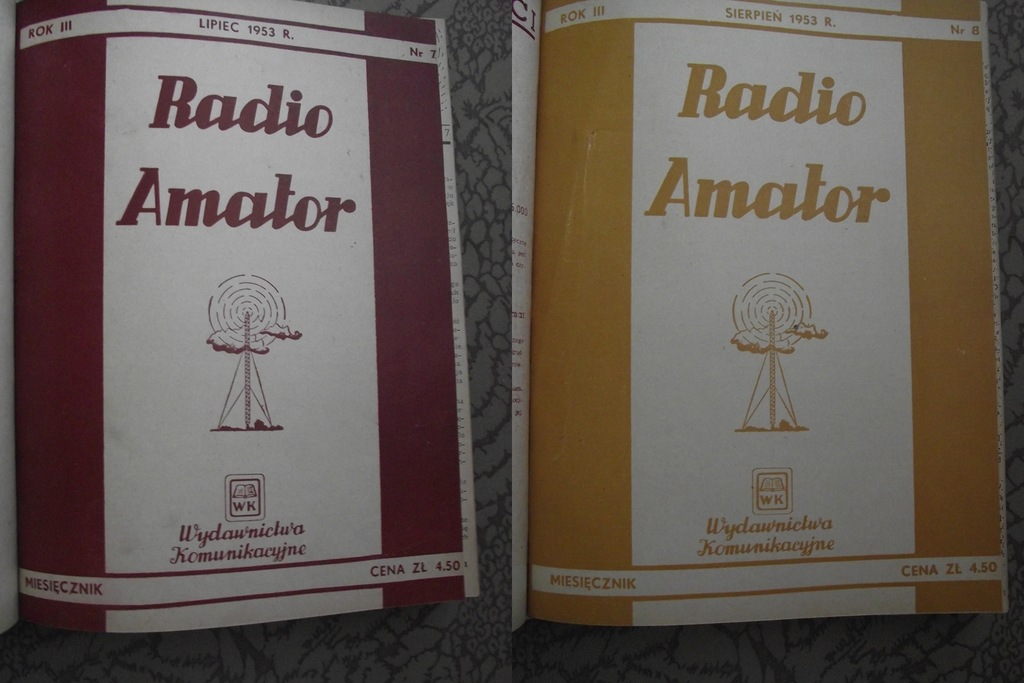 ROK III
LIPIEC 1953 R.
Nr 7
Radio
Amator
WK
Wydawnictwa
Komunikacyjne
MIESIĘCZNIK
CENA ZŁ 4.50
ROK III
SIERPIEŃ 1953 R.
Nr 8
Radio
Amator
WK
Wydawnictwa
Komunikacyjne
MIESIĘCZNIK
CENA ZŁ 4.50